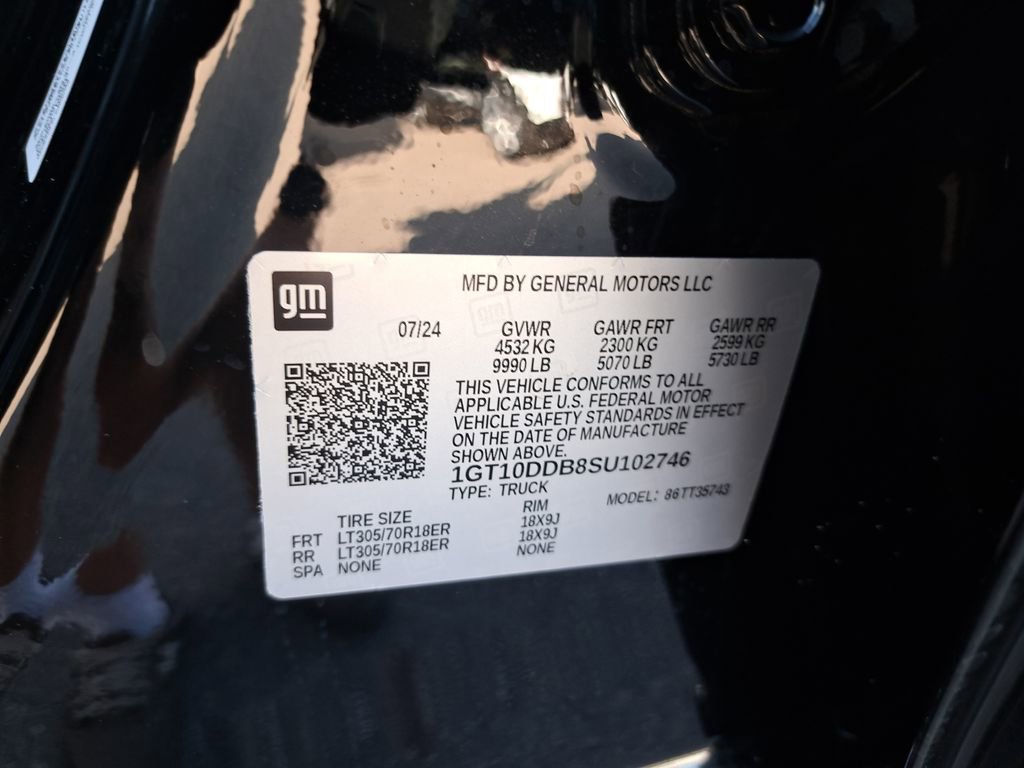 gm
MFD BY GENERAL MOTORS LLC
07/24 GVWR GAWR FRT GAWR RR
4532 KG 2300 KG 2599 KG
9990 LB 5070 LB 5730 LB
THIS VEHICLE CONFORMS TO ALL
APPLICABLE U.S. FEDERAL MOTOR
VEHICLE SAFETY STANDARDS IN EFFECT
ON THE DATE OF MANUFACTURE
SHOWN ABOVE.
1GT10DDB8SU102746
TYPE: TRUCK MODEL: 86TT35743
TIRE SIZE RIM
FRT LT305/70R18ER 18X9J
RR LT305/70R18ER 18X9J
SPA NONE NONE